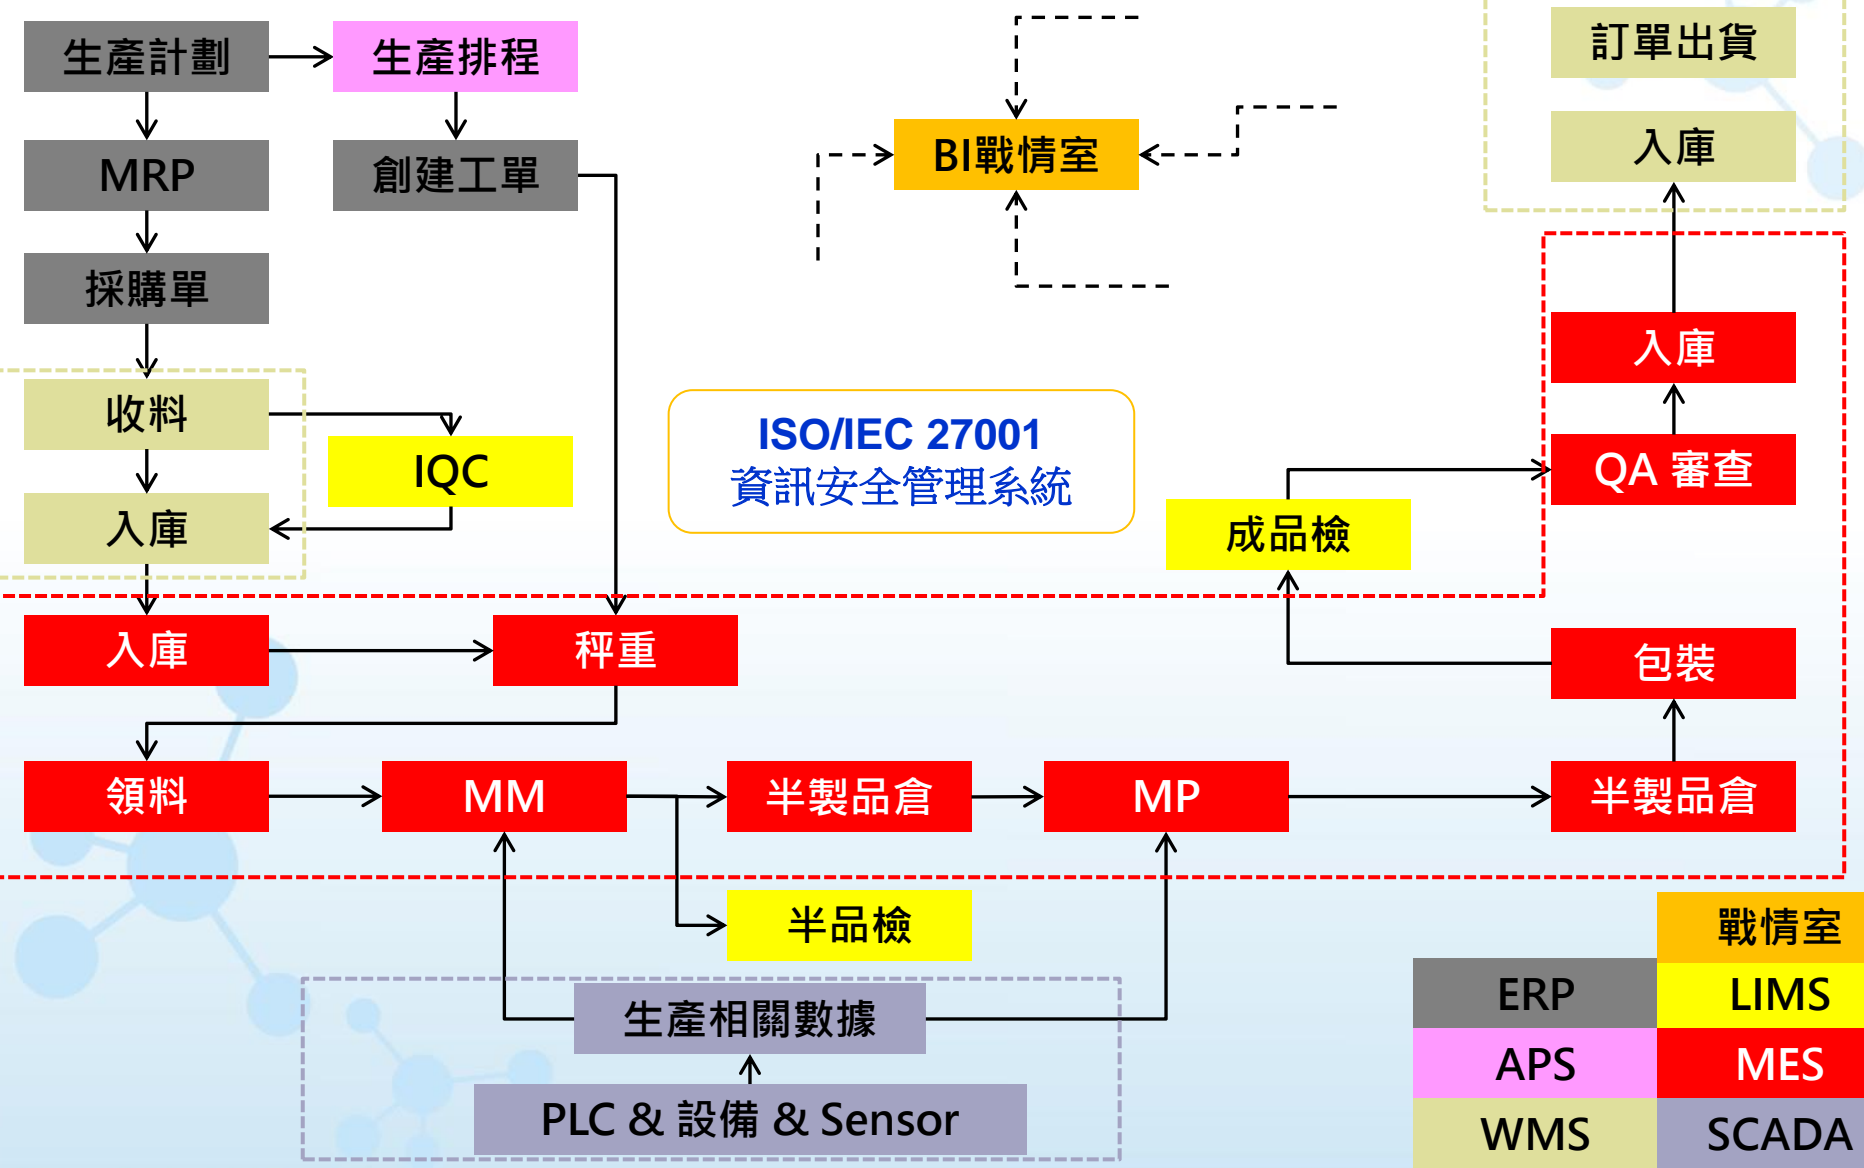 生產計劃
生產排程
MRP
創建工單
採購單
收料
IQC
入庫
BI戰情室
ISO/IEC 27001
資訊安全管理系統
訂單出貨
入庫
入庫
QA 審查
成品檢
入庫
秤重
包裝
領料
MM
半製品倉
MP
半製品倉
半品檢
生產相關數據
PLC & 設備 & Sensor
戰情室
ERP
LIMS
APS
MES
WMS
SCADA